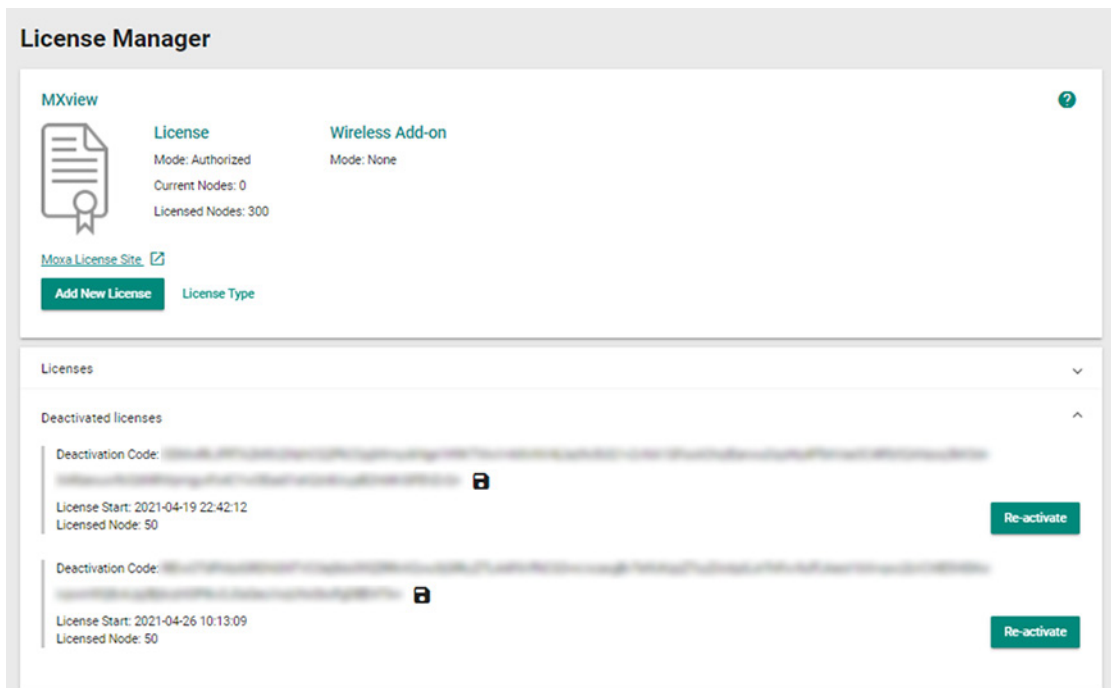 License Manager
MXview
License
Wireless Add-on
Mode: Authorized
Mode: None
Current Nodes: 0
Licensed Nodes: 300
Moxa License Site
Add New License
License Type
Licenses
Deactivated licenses
Deactivation Code:
License Start: 2021-04-19 22:42:12
Licensed Node: 50
Re-activate
Deactivation Code:
License Start: 2021-04-26 10:13:09
Licensed Node: 50
Re-activate